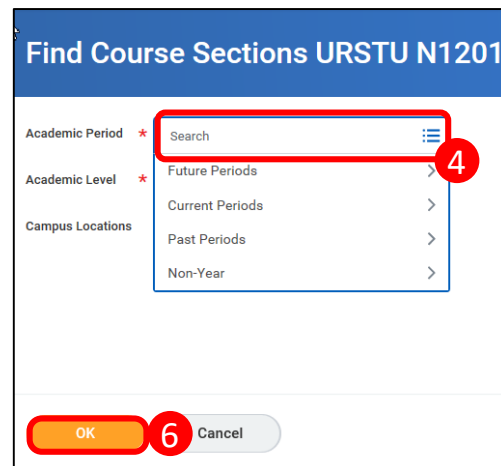 Find Course Sections URSTU N1201
Academic Period *
Search
4
Academic Level *
Future Periods
Current Periods
Campus Locations
Past Periods
Non-Year
OK
6
Cancel